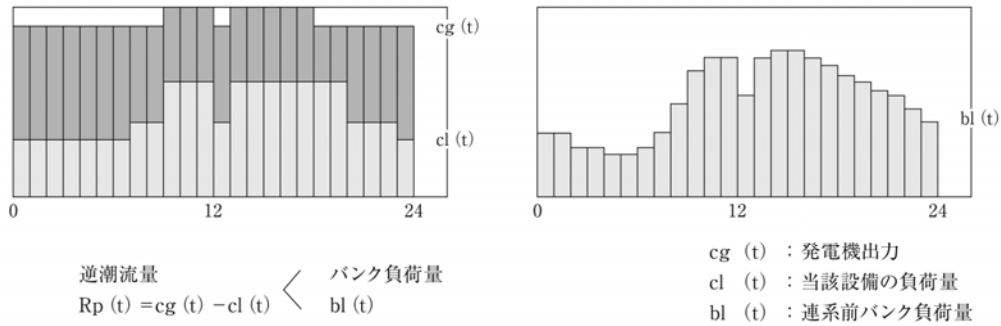 cg (t)
cl (t)
0 12 24
bl (t)
0 12 24
逆潮流量 < バンク負荷量
Rp (t) =cg (t) −cl (t) bl (t)
cg (t) : 発電機出力
cl (t) : 当該設備の負荷量
bl (t) : 連系前バンク負荷量